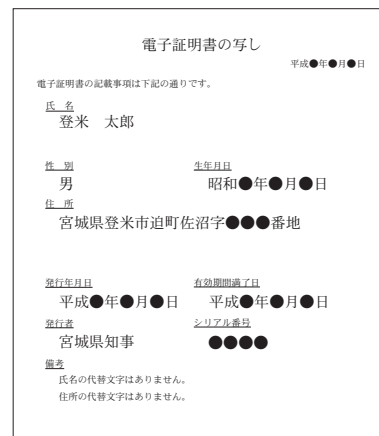 電子証明書の写し
平成●年●月●日
電子証明書の記載事項は下記の通りです。
氏 名
登米 太郎
性 別 生年月日
男 昭和●年●月●日
住 所
宮城県登米市迫町佐沼字●●●番地
発行年月日 有効期間満了日
平成●年●月●日 平成●年●月●日
発行者 シリアル番号
宮城県知事 ●●●●
備考
氏名の代替文字はありません。
住所の代替文字はありません。